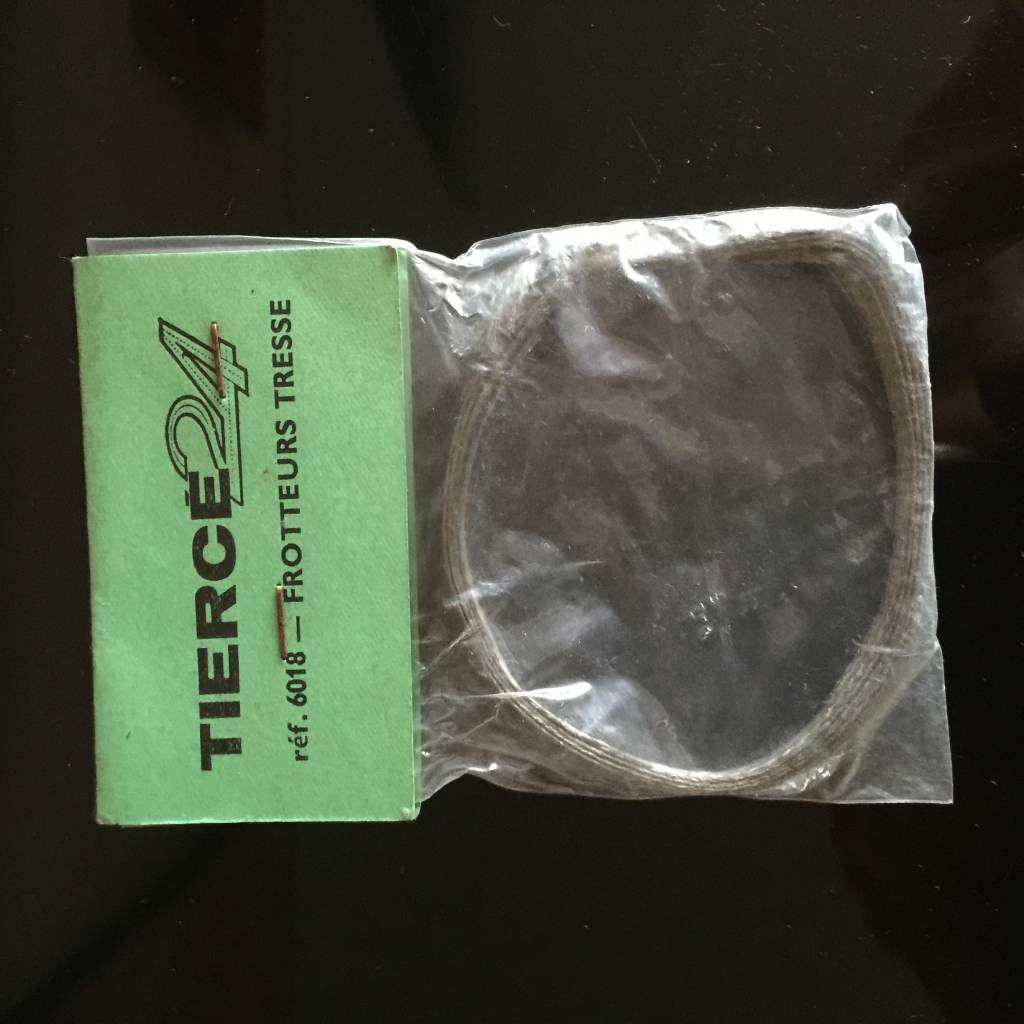 TIERCÉ 24
réf. 6018 — FROTTEURS TRESSE